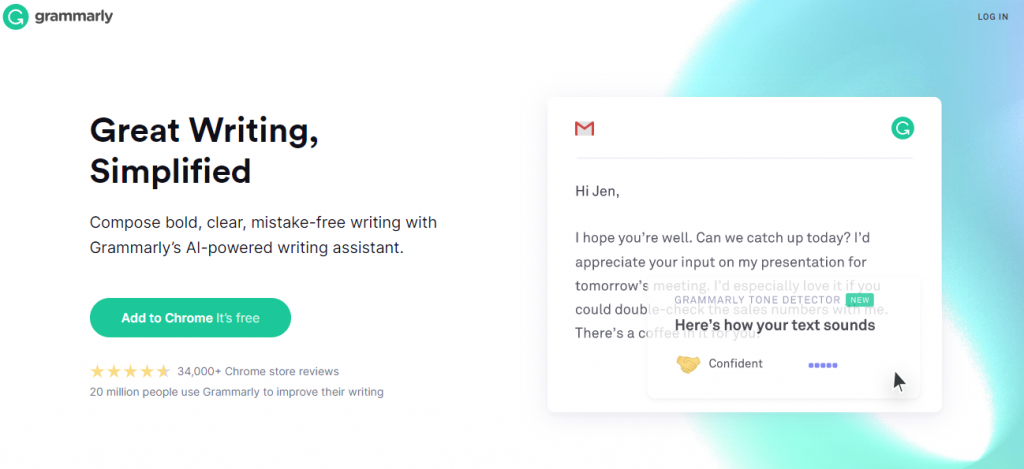 grammarly
LOG IN
Great Writing,
Simplified
Compose bold, clear, mistake-free writing with
Grammarly's AI-powered writing assistant.
Add to Chrome It's free
34,000+ Chrome store reviews
20 million people use Grammarly to improve their writing
Hi Jen,
I hope you're well. Can we catch up today? I'd
appreciate your input on my presentation for
tomorrow's meeting. I'd especially love it if you
could double-check the sales numbers with me.
There's a coffee in it for you!
GRAMMARLY TONE DETECTOR NEW
Here's how your text sounds
Confident